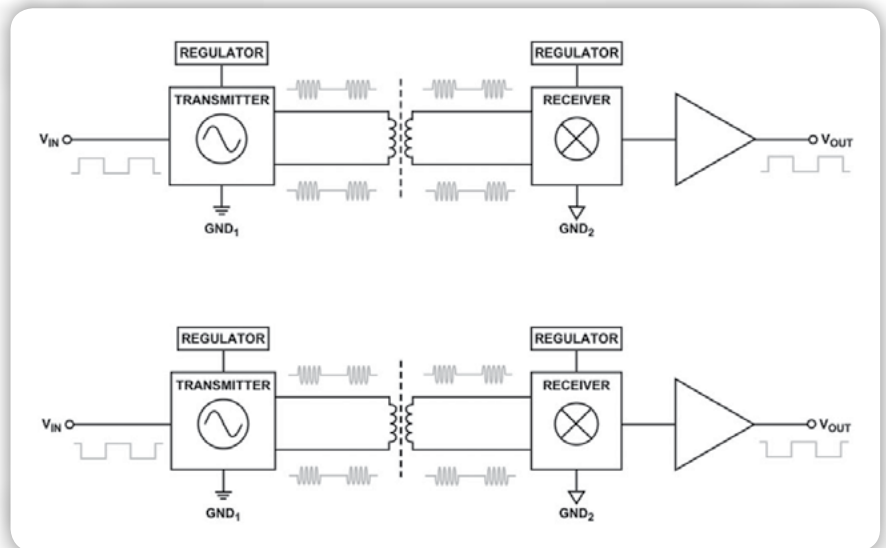 REGULATOR
REGULATOR
TRANSMITTER
RECEIVER
VIN
VOUT
GND1
GND2
REGULATOR
REGULATOR
TRANSMITTER
RECEIVER
VIN
VOUT
GND1
GND2